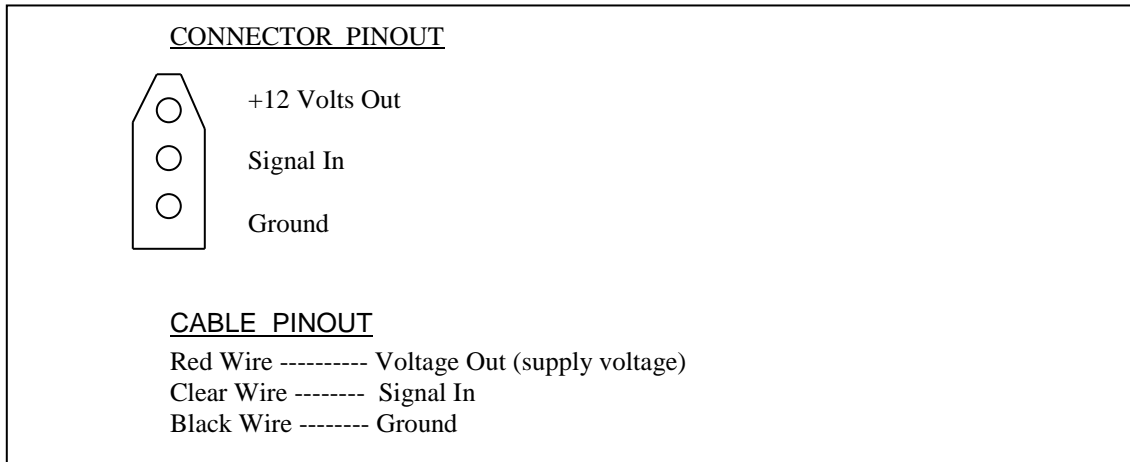 CONNECTOR PINOUT
+12 Volts Out
Signal In
Ground
CABLE PINOUT
Red Wire ---------- Voltage Out (supply voltage)
Clear Wire -------- Signal In
Black Wire -------- Ground